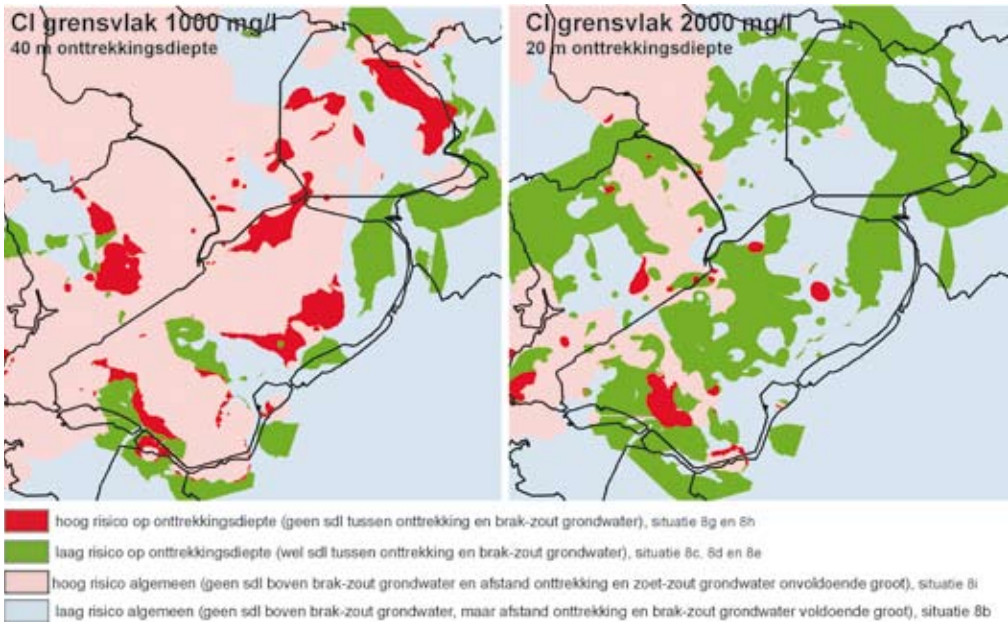 Cl grensvlak 1000 mg/l
40 m onttrekkingsdiepte
Cl grensvlak 2000 mg/l
20 m onttrekkingsdiepte
hoog risico op onttrekkingsdiepte (geen sdl tussen onttrekking en brak-zout grondwater), situatie 8g en 8h
laag risico op onttrekkingsdiepte (wel sdl tussen onttrekking en brak-zout grondwater), situatie 8c, 8d en 8e
hoog risico algemeen (geen sdl boven brak-zout grondwater en afstand onttrekking en zoet-zout grondwater onvoldoende groot), situatie 8i
laag risico algemeen (geen sdl boven brak-zout grondwater, maar afstand onttrekking en brak-zout grondwater voldoende groot), situatie 8b